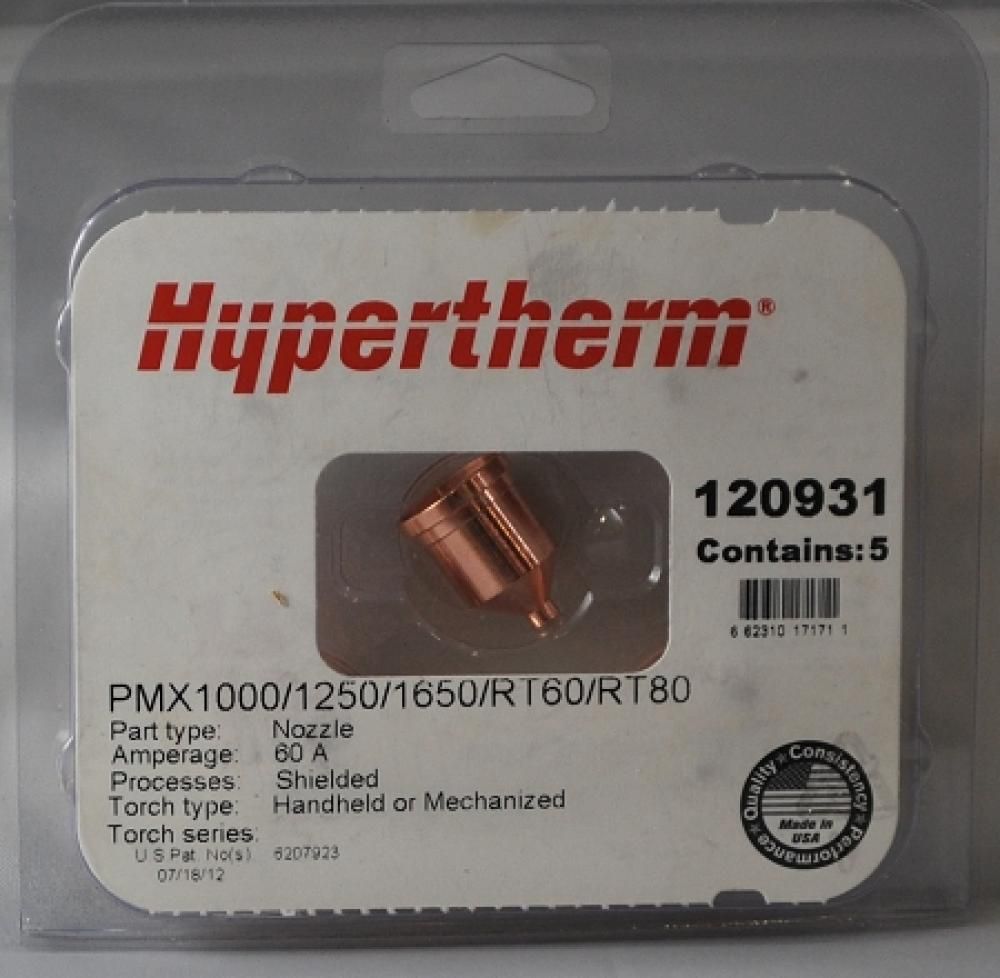 Hypertherm®
120931
Contains: 5
6 62310 17171 1
PMX1000/1250/1650/RT60/RT80
Part type: Nozzle
Amperage: 60 A
Processes: Shielded
Torch type: Handheld or Mechanized
Torch series:
U S Pat. No(s) 6207923
07/18/12
Quality ★ Consistency ★ Performance ★
Made In
USA